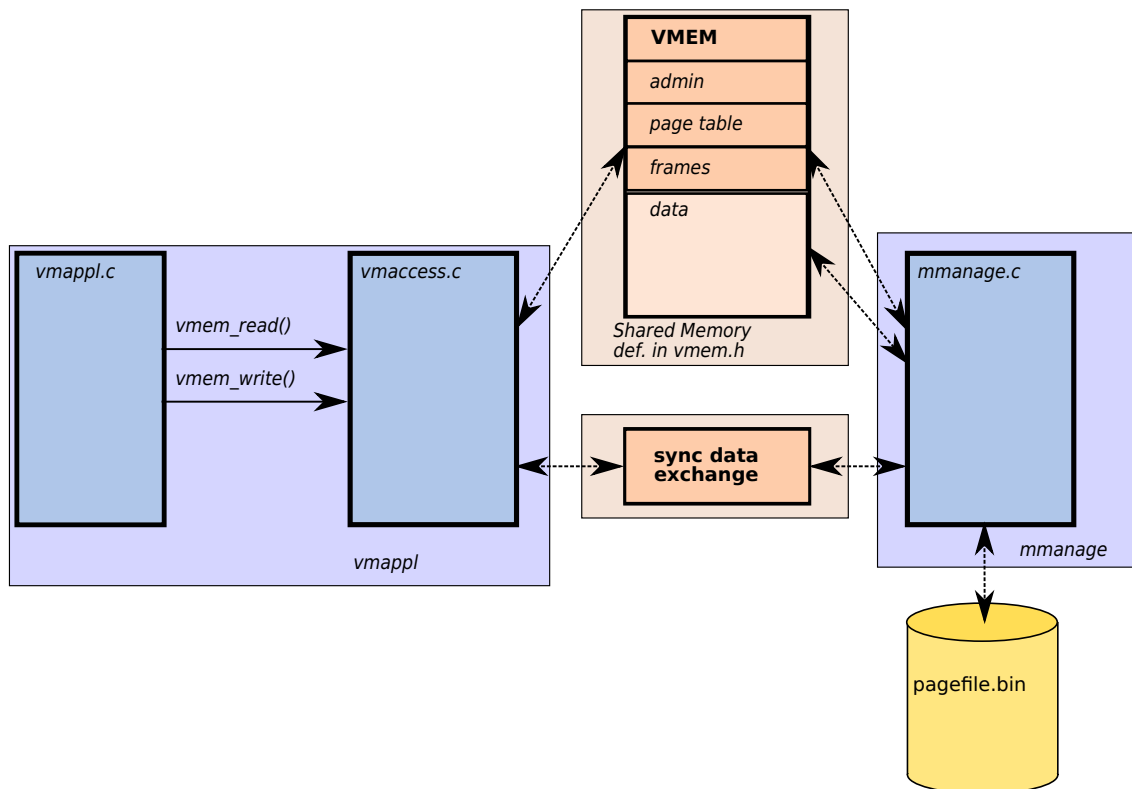 VMEM
admin
page table
frames
data
Shared Memory
def. in vmem.h
vmappl.c
vmem_read()
vmem_write()
vmaccess.c
vmappl
sync data
exchange
mmanage.c
mmanage
pagefile.bin